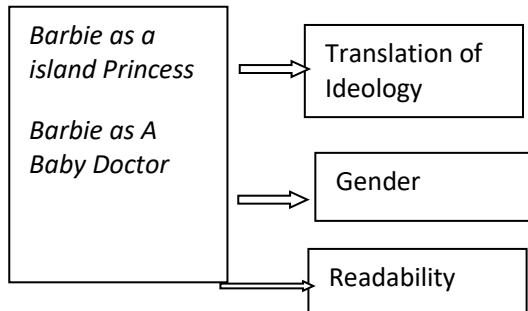 Barbie as a
island Princess
Barbie as A
Baby Doctor
Translation of
Ideology
Gender
Readability